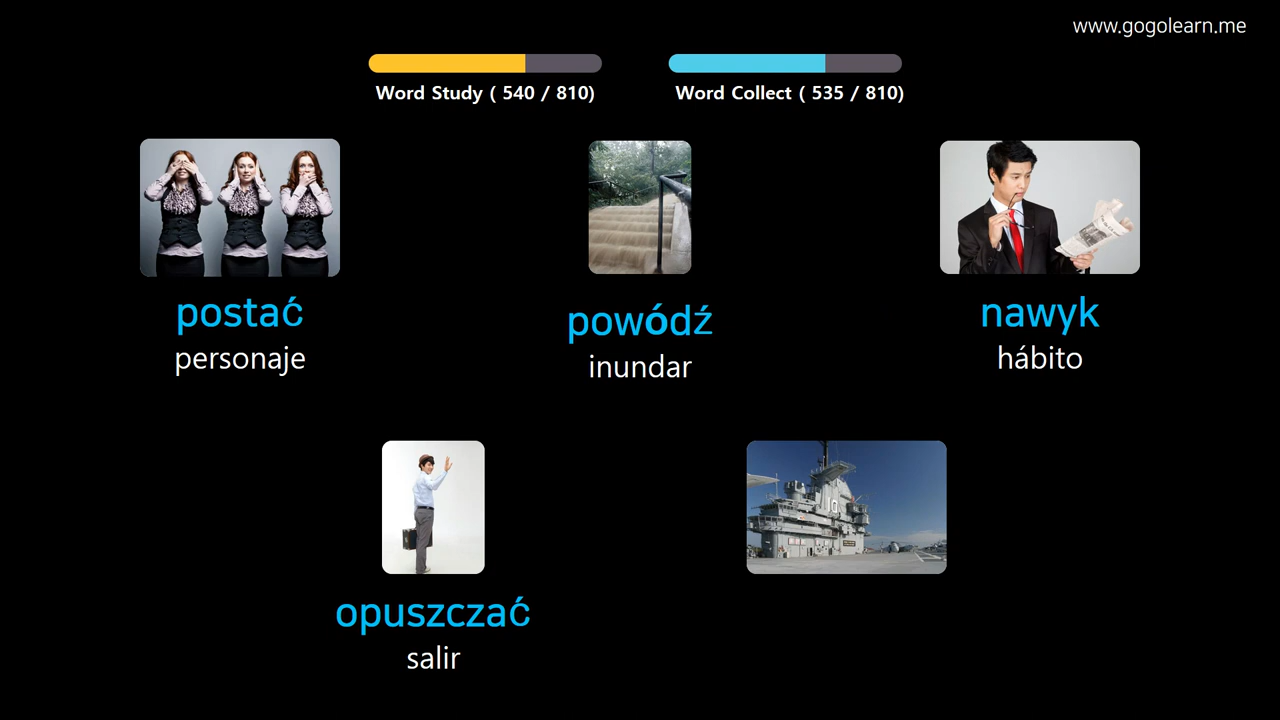 www.gogolearn.me
Word Study ( 540 / 810)
Word Collect ( 535 / 810)
postać
personaje
powódź
inundar
nawyk
hábito
10
opuszczać
salir